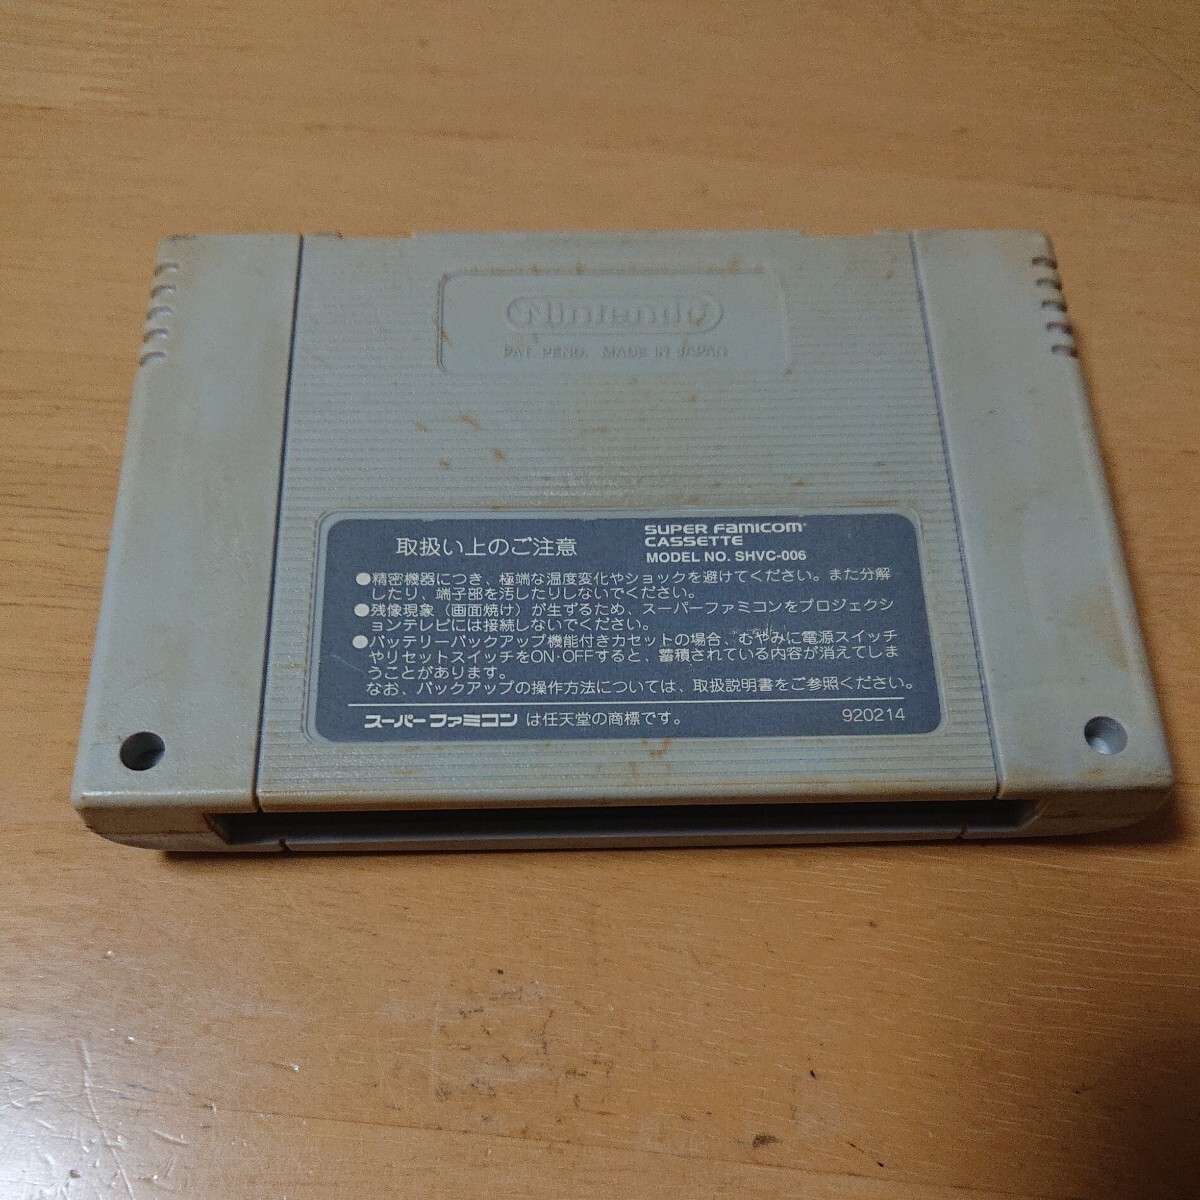 Nintendo
PAT. PEND. MADE IN JAPAN
取扱い上のご注意
SUPER Famicom
CASSETTE
MODEL NO. SHVC-006
●精密機器につき、極端な温度変化やショックを避けてください。また分解
したり、端子部を汚したりしないでください。
●残像現象（画面焼け）が生ずるため、スーパーファミコンをプロジェクシ
ョンテレビには接続しないでください。
●バッテリーバックアップ機能付きカセットの場合、むやみに電源スイッチ
やリセットスイッチをON･OFFすると、蓄積されている内容が消えてしま
うことがあります。
なお、バックアップの操作方法については、取扱説明書をご参照ください。
スーパーファミコン は任天堂の商標です。
920214